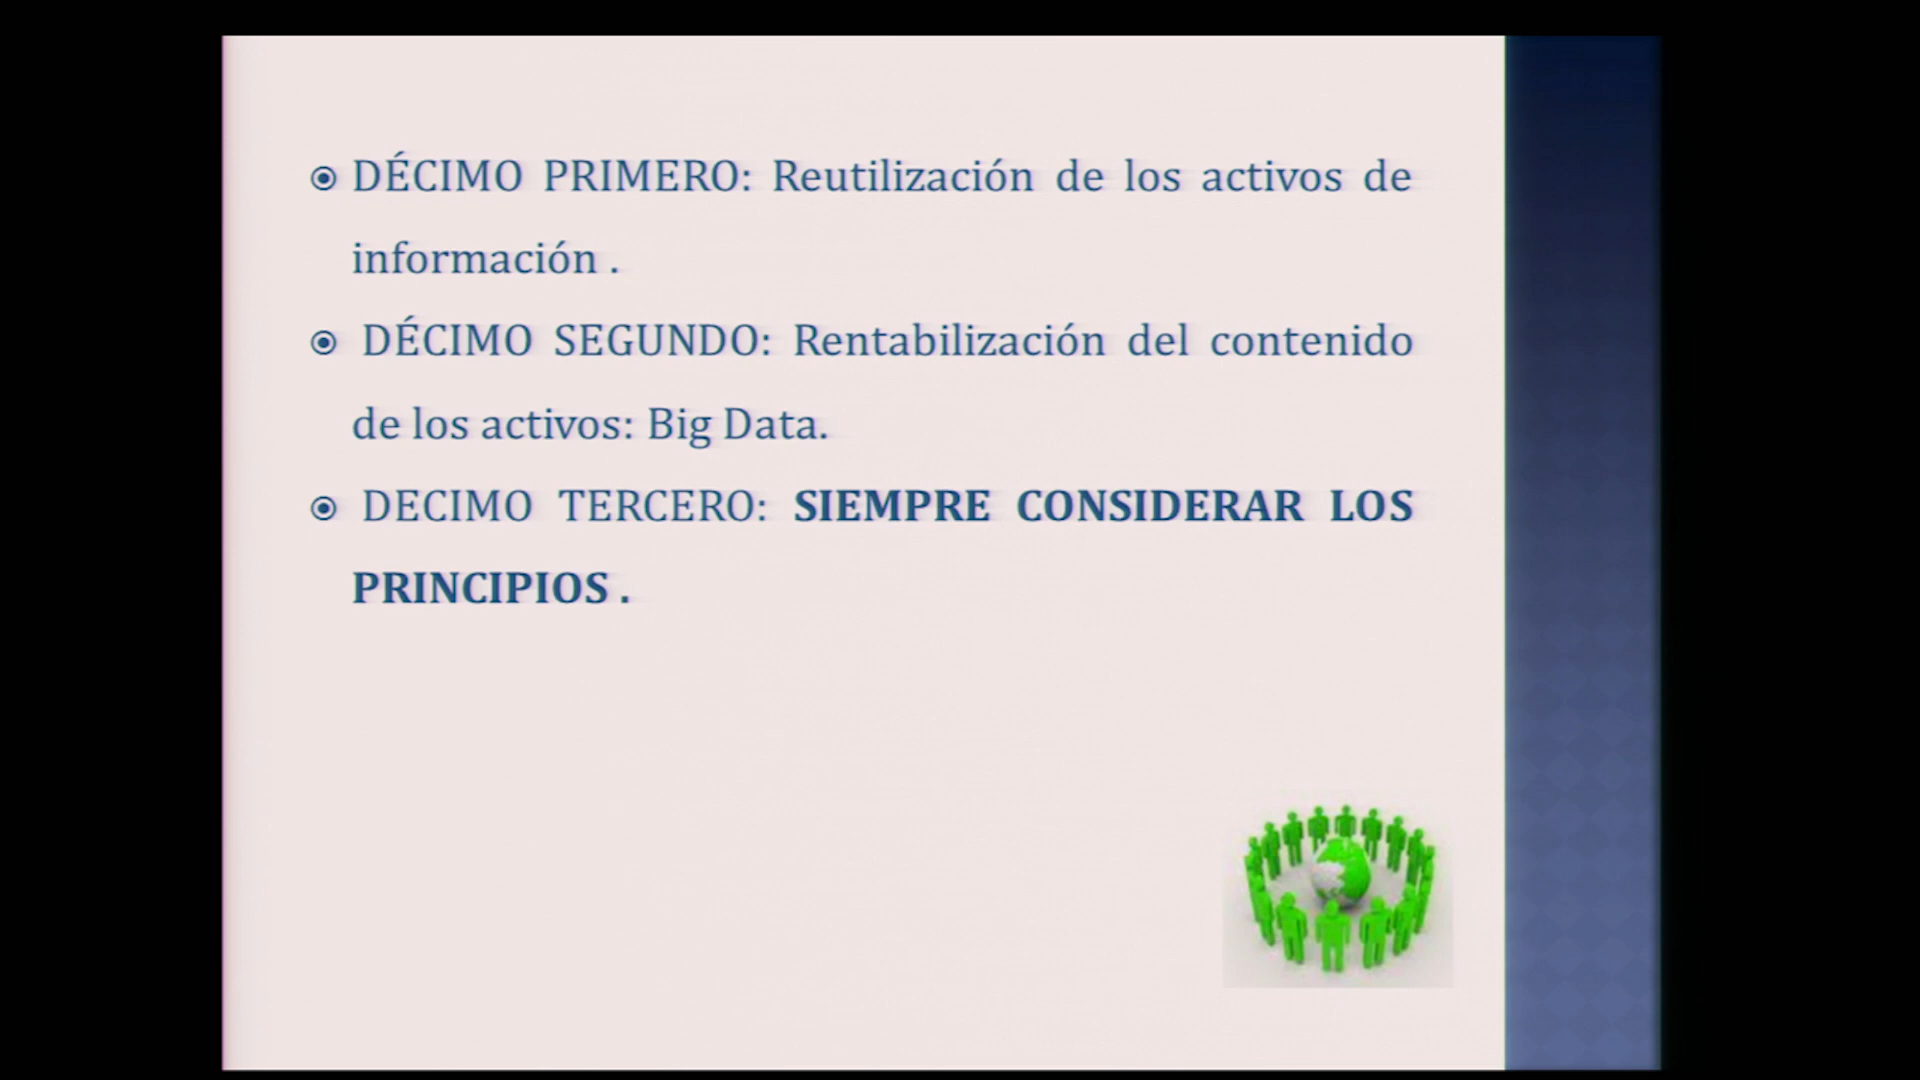 DÉCIMO PRIMERO: Reutilización de los activos de
información .
DÉCIMO SEGUNDO: Rentabilización del contenido
de los activos: Big Data.
DECIMO TERCERO: SIEMPRE CONSIDERAR LOS
PRINCIPIOS .